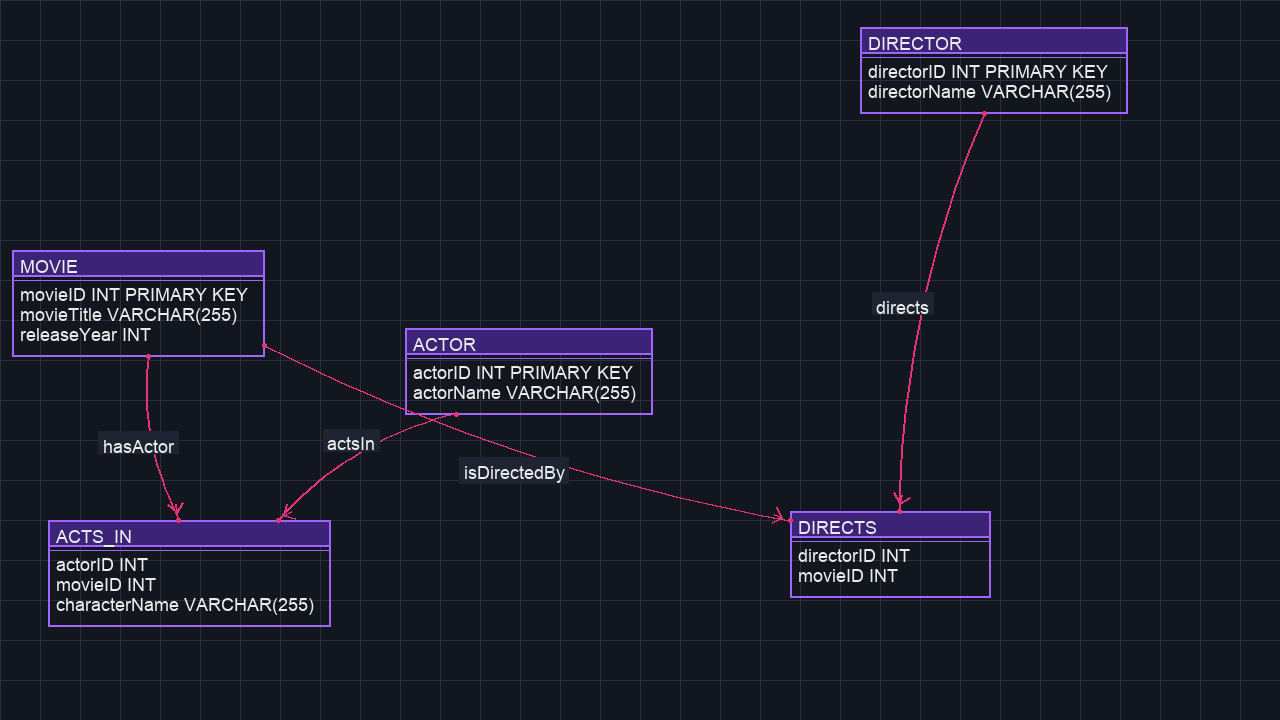 DIRECTOR
directorID INT PRIMARY KEY
directorName VARCHAR(255)
MOVIE
movieID INT PRIMARY KEY
movieTitle VARCHAR(255)
releaseYear INT
directs
ACTOR
actorID INT PRIMARY KEY
actorName VARCHAR(255)
hasActor
actsIn
isDirectedBy
ACTS_IN
actorID INT
movieID INT
characterName VARCHAR(255)
DIRECTS
directorID INT
movieID INT